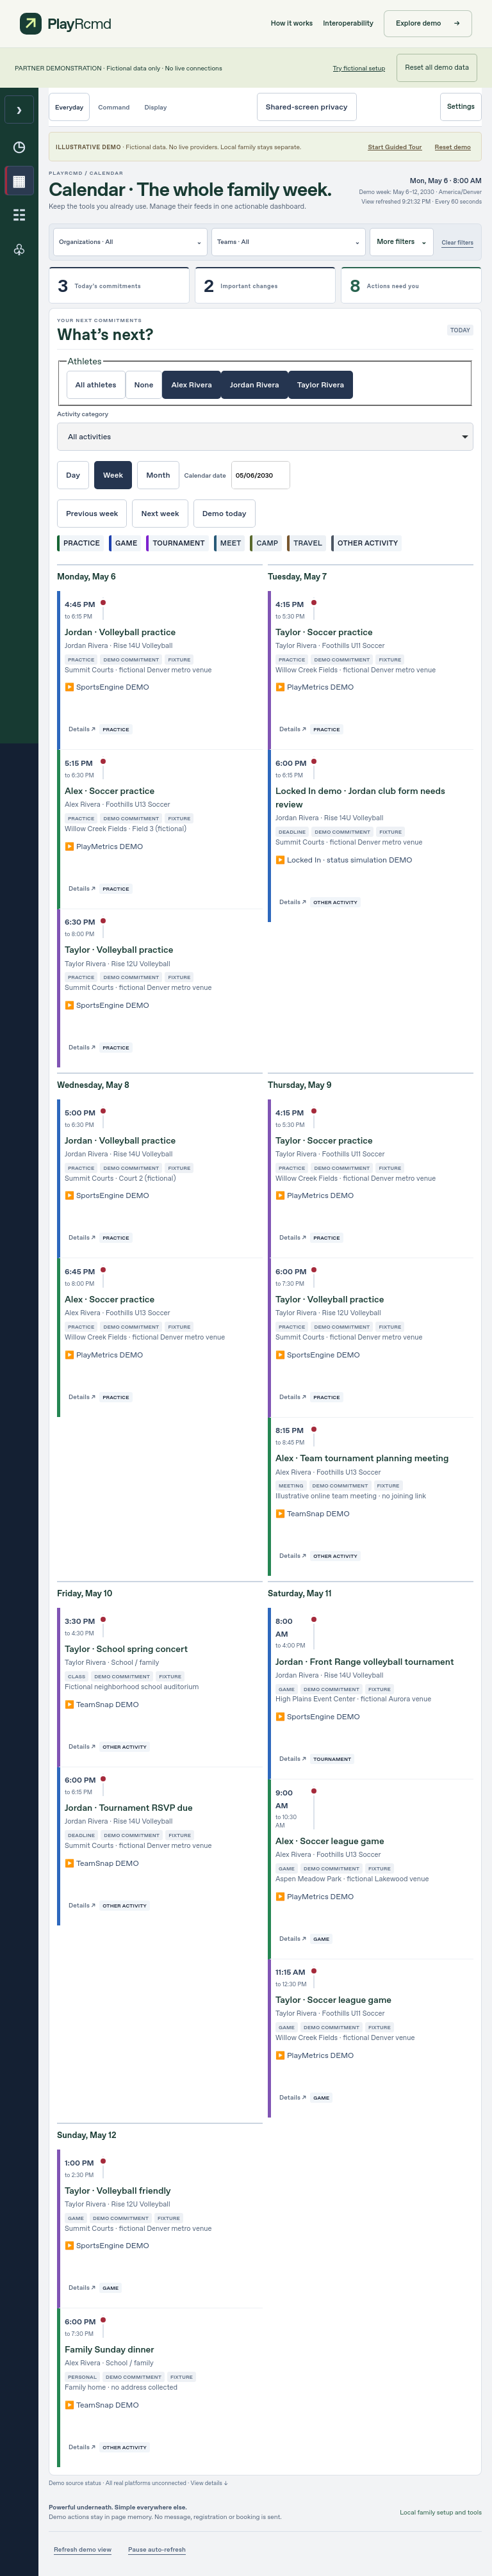 PlayRcmd
How it works
Interoperability
Explore demo →
PARTNER DEMONSTRATION · Fictional data only · No live connections
Try fictional setup
Reset all demo data
Everyday
Command
Display
Shared-screen privacy
Settings
ILLUSTRATIVE DEMO · Fictional data. No live providers. Local family stays separate.
Start Guided Tour
Reset demo
PLAYRCMD / CALENDAR
Calendar · The whole family week.
Keep the tools you already use. Manage their feeds in one actionable dashboard.
Mon, May 6 · 8:00 AM
Demo week: May 6–12, 2030 · America/Denver
View refreshed 9:21:32 PM · Every 60 seconds
Organizations · All
Teams · All
More filters
Clear filters
3 Today's commitments
2 Important changes
8 Actions need you
YOUR NEXT COMMITMENTS
What's next?
TODAY
Athletes
All athletes
None
Alex Rivera
Jordan Rivera
Taylor Rivera
Activity category
All activities
Day
Week
Month
Calendar date
05/06/2030
Previous week
Next week
Demo today
PRACTICE
GAME
TOURNAMENT
MEET
CAMP
TRAVEL
OTHER ACTIVITY
Monday, May 6
4:45 PM
to 6:15 PM
Jordan · Volleyball practice
Jordan Rivera · Rise 14U Volleyball
PRACTICE DEMO COMMITMENT FIXTURE
Summit Courts · fictional Denver metro venue
SportsEngine DEMO
Details ↗ PRACTICE
5:15 PM
to 6:30 PM
Alex · Soccer practice
Alex Rivera · Foothills U13 Soccer
PRACTICE DEMO COMMITMENT FIXTURE
Willow Creek Fields · Field 3 (fictional)
PlayMetrics DEMO
Details ↗ PRACTICE
6:30 PM
to 8:00 PM
Taylor · Volleyball practice
Taylor Rivera · Rise 12U Volleyball
PRACTICE DEMO COMMITMENT FIXTURE
Summit Courts · fictional Denver metro venue
SportsEngine DEMO
Details ↗ PRACTICE
Tuesday, May 7
4:15 PM
to 5:30 PM
Taylor · Soccer practice
Taylor Rivera · Foothills U11 Soccer
PRACTICE DEMO COMMITMENT FIXTURE
Willow Creek Fields · fictional Denver metro venue
PlayMetrics DEMO
Details ↗ PRACTICE
6:00 PM
to 6:15 PM
Locked In demo · Jordan club form needs
review
Jordan Rivera · Rise 14U Volleyball
DEADLINE DEMO COMMITMENT FIXTURE
Summit Courts · fictional Denver metro venue
Locked In · status simulation DEMO
Details ↗ OTHER ACTIVITY
Wednesday, May 8
5:00 PM
to 6:30 PM
Jordan · Volleyball practice
Jordan Rivera · Rise 14U Volleyball
PRACTICE DEMO COMMITMENT FIXTURE
Summit Courts · Court 2 (fictional)
SportsEngine DEMO
Details ↗ PRACTICE
6:45 PM
to 8:00 PM
Alex · Soccer practice
Alex Rivera · Foothills U13 Soccer
PRACTICE DEMO COMMITMENT FIXTURE
Willow Creek Fields · fictional Denver metro venue
PlayMetrics DEMO
Details ↗ PRACTICE
Thursday, May 9
4:15 PM
to 5:30 PM
Taylor · Soccer practice
Taylor Rivera · Foothills U11 Soccer
PRACTICE DEMO COMMITMENT FIXTURE
Willow Creek Fields · fictional Denver metro venue
PlayMetrics DEMO
Details ↗ PRACTICE
6:00 PM
to 7:30 PM
Taylor · Volleyball practice
Taylor Rivera · Rise 12U Volleyball
PRACTICE DEMO COMMITMENT FIXTURE
Summit Courts · fictional Denver metro venue
SportsEngine DEMO
Details ↗ PRACTICE
8:15 PM
to 8:45 PM
Alex · Team tournament planning meeting
Alex Rivera · Foothills U13 Soccer
MEETING DEMO COMMITMENT FIXTURE
Illustrative online team meeting · no joining link
TeamSnap DEMO
Details ↗ OTHER ACTIVITY
Friday, May 10
3:30 PM
to 4:30 PM
Taylor · School spring concert
Taylor Rivera · School / family
CLASS DEMO COMMITMENT FIXTURE
Fictional neighborhood school auditorium
TeamSnap DEMO
Details ↗ OTHER ACTIVITY
6:00 PM
to 6:15 PM
Jordan · Tournament RSVP due
Jordan Rivera · Rise 14U Volleyball
DEADLINE DEMO COMMITMENT FIXTURE
Summit Courts · fictional Denver metro venue
TeamSnap DEMO
Details ↗ OTHER ACTIVITY
Saturday, May 11
8:00
AM
to 4:00 PM
Jordan · Front Range volleyball tournament
Jordan Rivera · Rise 14U Volleyball
GAME DEMO COMMITMENT FIXTURE
High Plains Event Center · fictional Aurora venue
SportsEngine DEMO
Details ↗ TOURNAMENT
9:00
AM
to 10:30
AM
Alex · Soccer league game
Alex Rivera · Foothills U13 Soccer
GAME DEMO COMMITMENT FIXTURE
Aspen Meadow Park · fictional Lakewood venue
PlayMetrics DEMO
Details ↗ GAME
11:15 AM
to 12:30 PM
Taylor · Soccer league game
Taylor Rivera · Foothills U11 Soccer
GAME DEMO COMMITMENT FIXTURE
Willow Creek Fields · fictional Denver venue
PlayMetrics DEMO
Details ↗ GAME
Sunday, May 12
1:00 PM
to 2:30 PM
Taylor · Volleyball friendly
Taylor Rivera · Rise 12U Volleyball
GAME DEMO COMMITMENT FIXTURE
Summit Courts · fictional Denver metro venue
SportsEngine DEMO
Details ↗ GAME
6:00 PM
to 7:30 PM
Family Sunday dinner
Alex Rivera · School / family
PERSONAL DEMO COMMITMENT FIXTURE
Family home · no address collected
TeamSnap DEMO
Details ↗ OTHER ACTIVITY
Demo source status · All real platforms unconnected · View details ↓
Powerful underneath. Simple everywhere else.
Demo actions stay in page memory. No message, registration or booking is sent.
Local family setup and tools
Refresh demo view
Pause auto-refresh